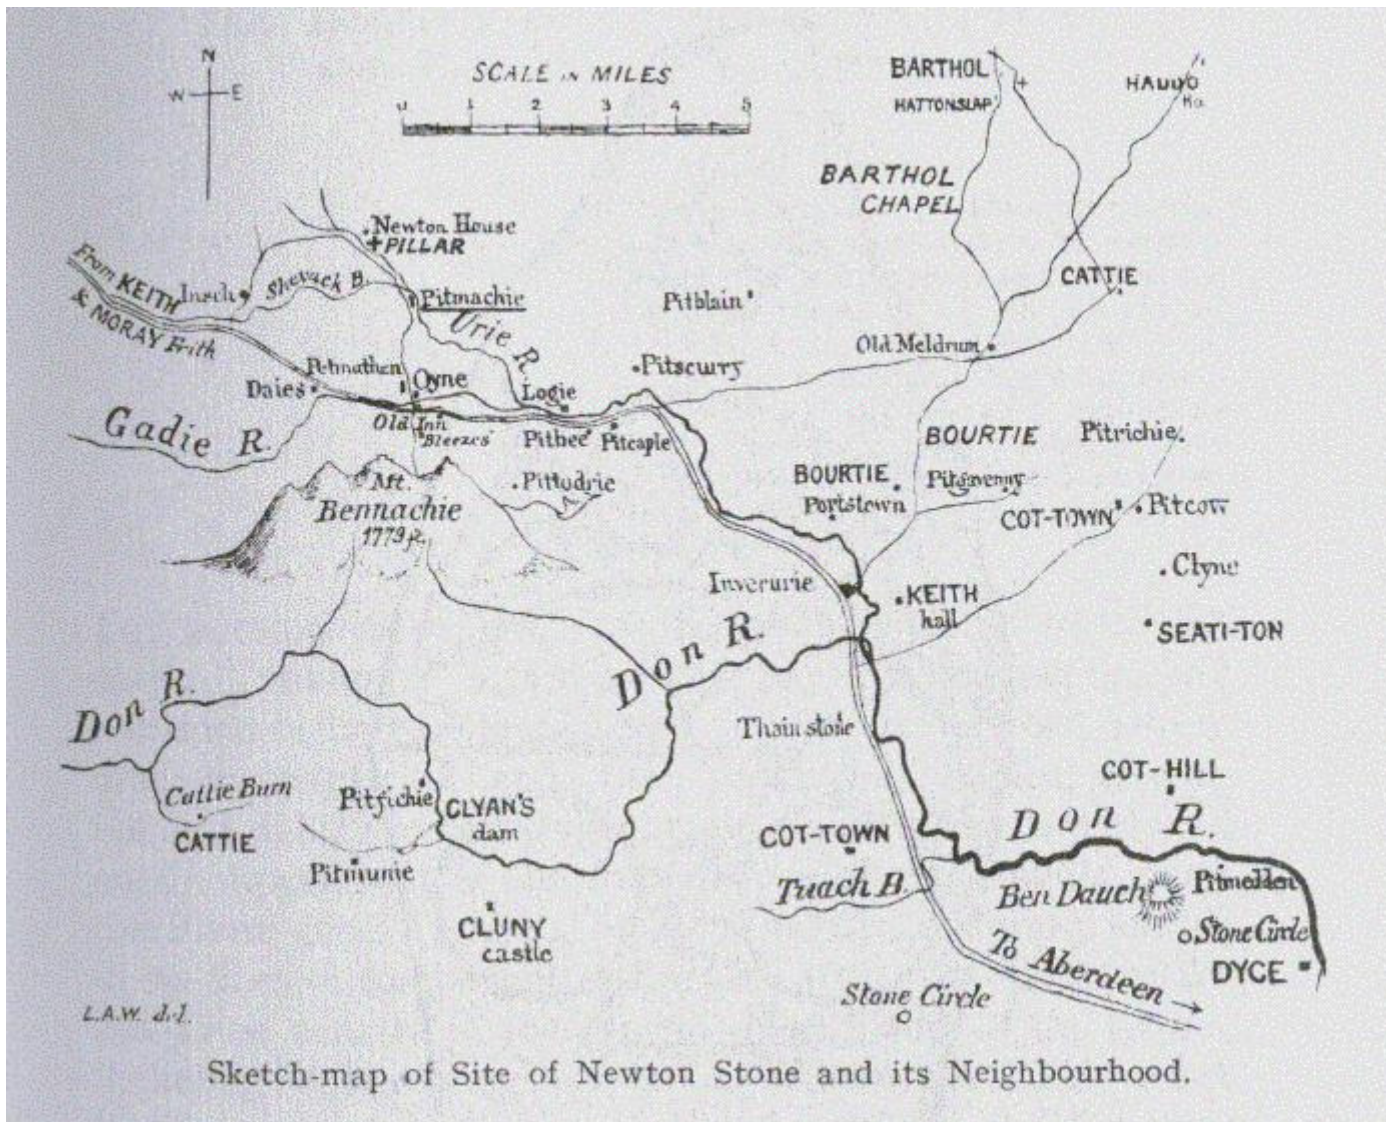 N
W E
SCALE IN MILES
0 1 2 3 4 5
BARTHOL
HATTONSLAP
HADDO
Ho.
BARTHOL
CHAPEL
Newton House
PILLAR
From KEITH
& MORAY Frith
Insch
Shevack B.
Pitmachie
Urie R.
Pitblain
CATTIE
Old Meldrum
Pitscurry
Daies
Oyne
Logie
Gadie R.
Old Inn
'Bleezes'
Pitbee
Pitcaple
BOURTIE
Pitrichie
Mt.
Bennachie
1779 ft.
Pittodrie
BOURTIE
Portstown
Pitgavenny
COT-TOWN
Pitcow
Clyne
Inverurie
KEITH
hall
SEATI-TON
Don R.
Don R.
Thainstone
Cattie Burn
CATTIE
Pitfichie
CLYAN'S
dam
Pitmunie
CLUNY
castle
COT-HILL
Don R.
COT-TOWN
Tuach B.
Ben Dauch
Pitmedden
Stone Circle
DYCE
To Aberdeen
Stone Circle
L.A.W. del.
Sketch-map of Site of Newton Stone and its Neighbourhood.